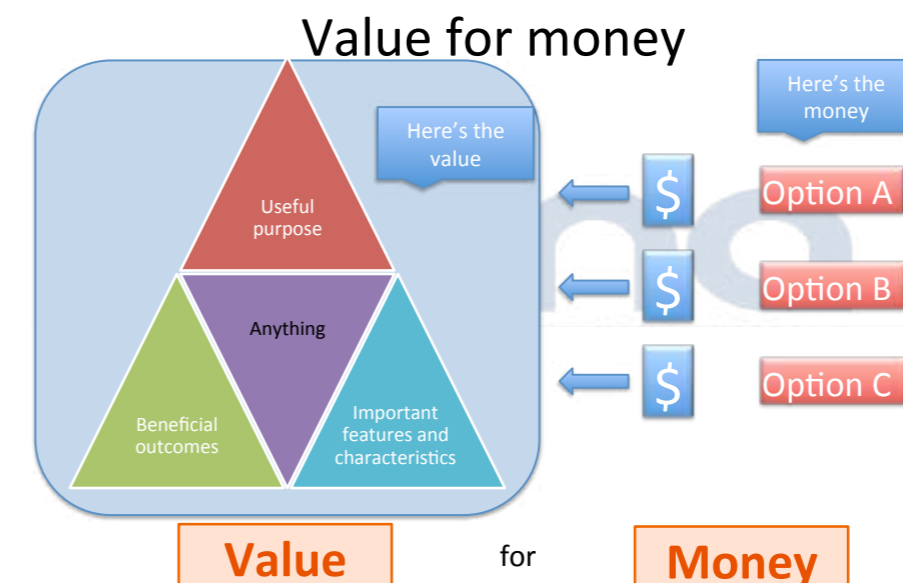 Value for money
Here's the
money
Here's the
value
Useful
purpose
$
Option A
$
Option B
Anything
$
Option C
Beneficial
outcomes
Important
features and
characteristics
Value
for
Money